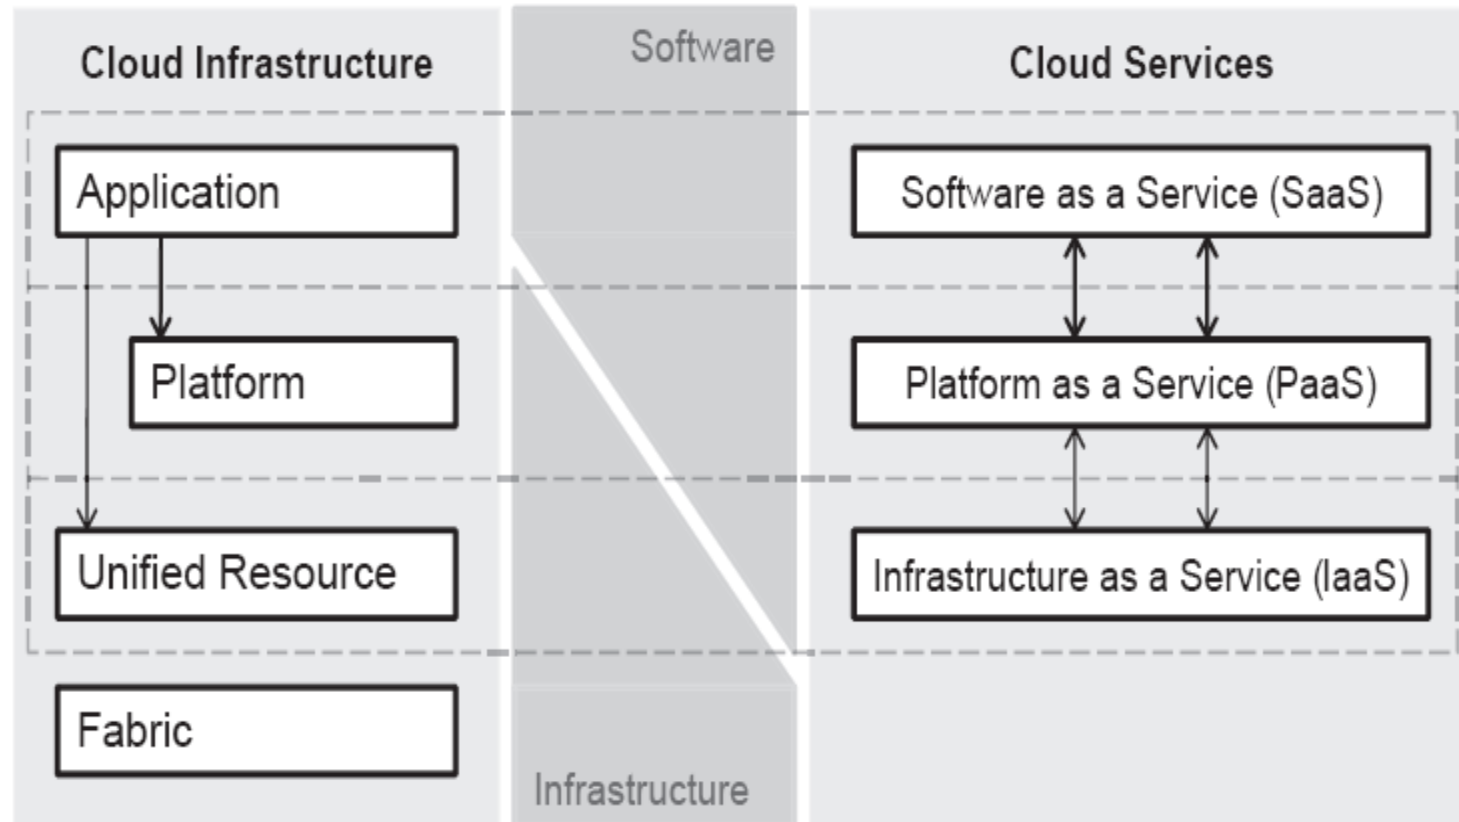 Cloud Infrastructure
Software
Cloud Services
Application
Software as a Service (SaaS)
Platform
Platform as a Service (PaaS)
Unified Resource
Infrastructure as a Service (IaaS)
Fabric
Infrastructure